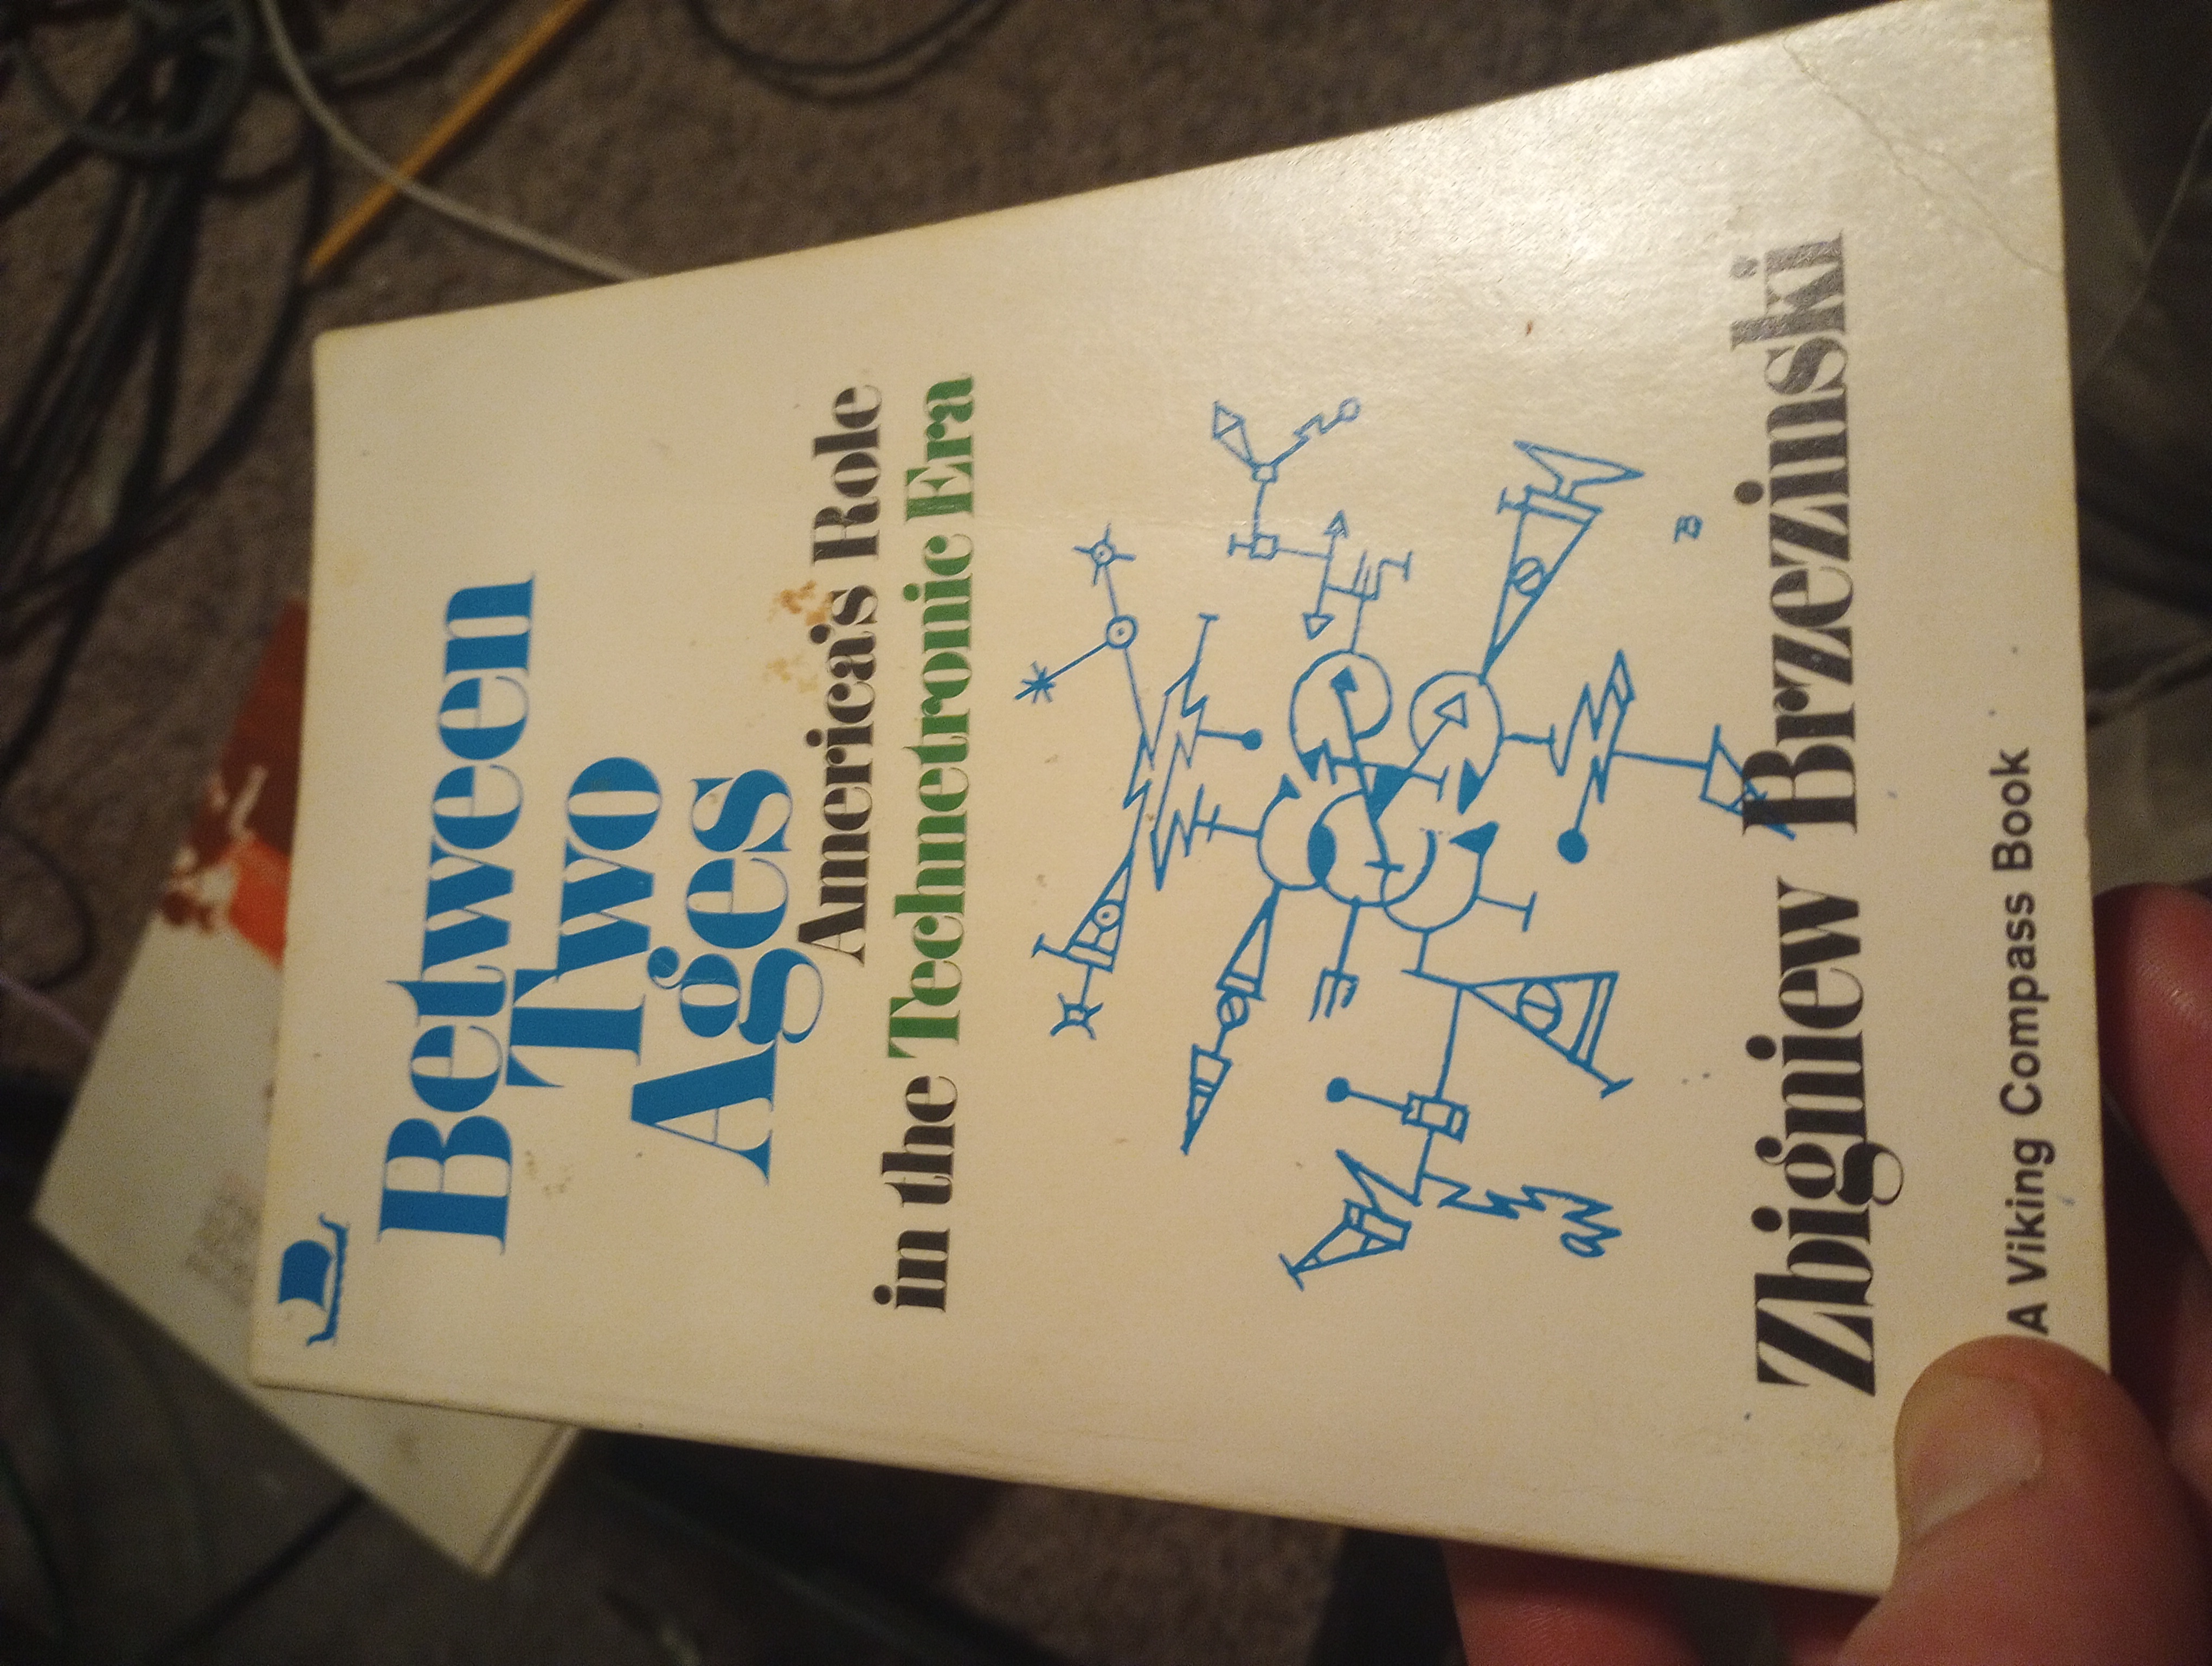 Between
Two
Ages
America's Role
in the Technetronic Era
Zbigniew Brzezinski
A Viking Compass Book